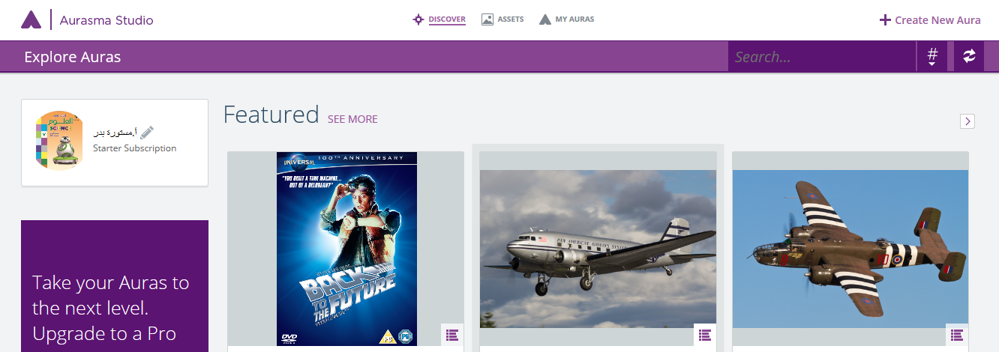 Aurasma Studio
DISCOVER
ASSETS
MY AURAS
Create New Aura
Explore Auras
Search...
#
العلوم
SCIENCE
أ.مستورة بدر
Starter Subscription
Featured SEE MORE
UNIVERSAL 100TH ANNIVERSARY
"YOU BUILT A TIME MACHINE...
OUT OF A DELOREAN?"
BACK
TO
THE FUTURE
DVD
VIDEO
PG
PAN AMERICAN AIRWAYS SYSTEM
Take your Auras to
the next level.
Upgrade to a Pro